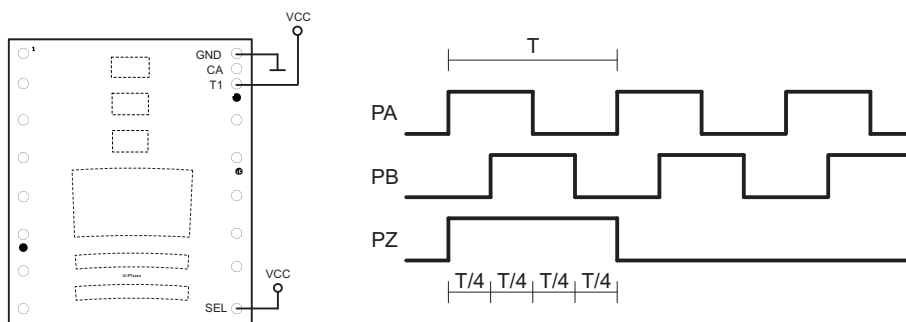 VCC
1
GND
CA
T1
VCC
SEL
T
PA
PB
PZ
T/4 T/4 T/4 T/4